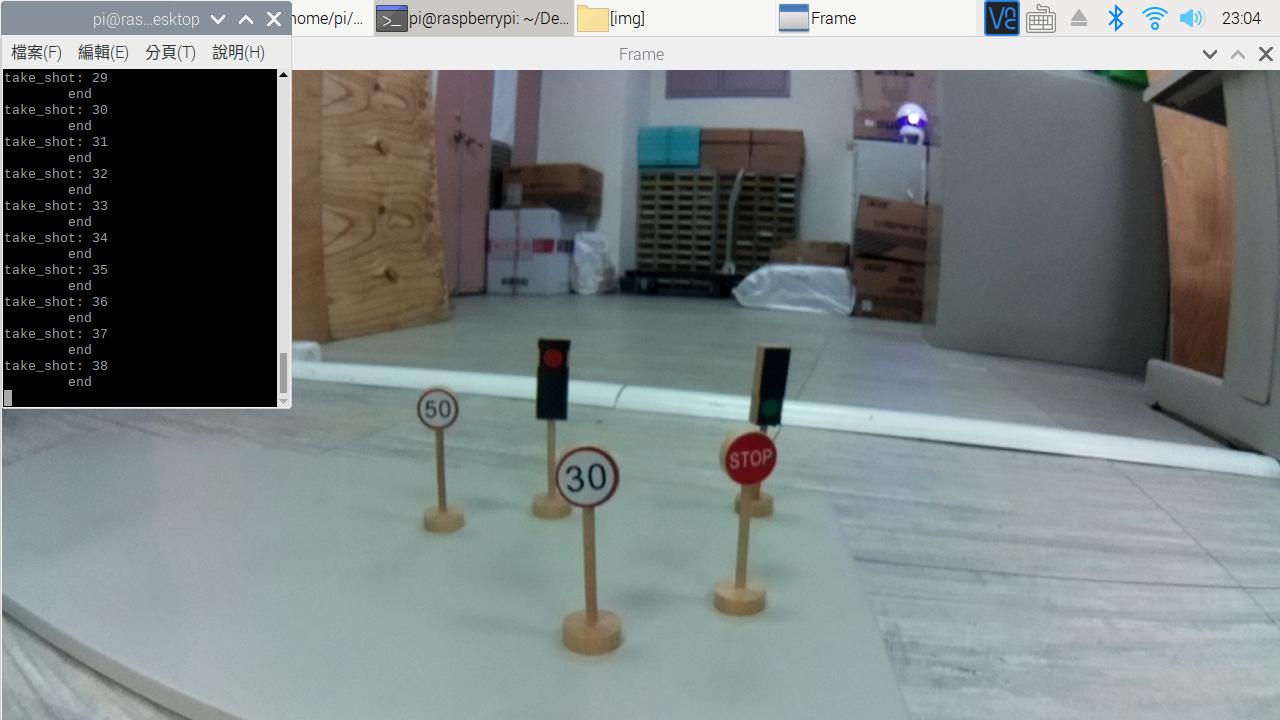 pi@ras...esktop
home/pi/...
pi@raspberrypi: ~/De...
[img]
Frame
23:04
檔案(F) 編輯(E) 分頁(T) 說明(H)
Frame
take_shot: 29
end
take_shot: 30
end
take_shot: 31
end
take_shot: 32
end
take_shot: 33
end
take_shot: 34
end
take_shot: 35
end
take_shot: 36
end
take_shot: 37
end
take_shot: 38
end
acer
acer
50
30
STOP